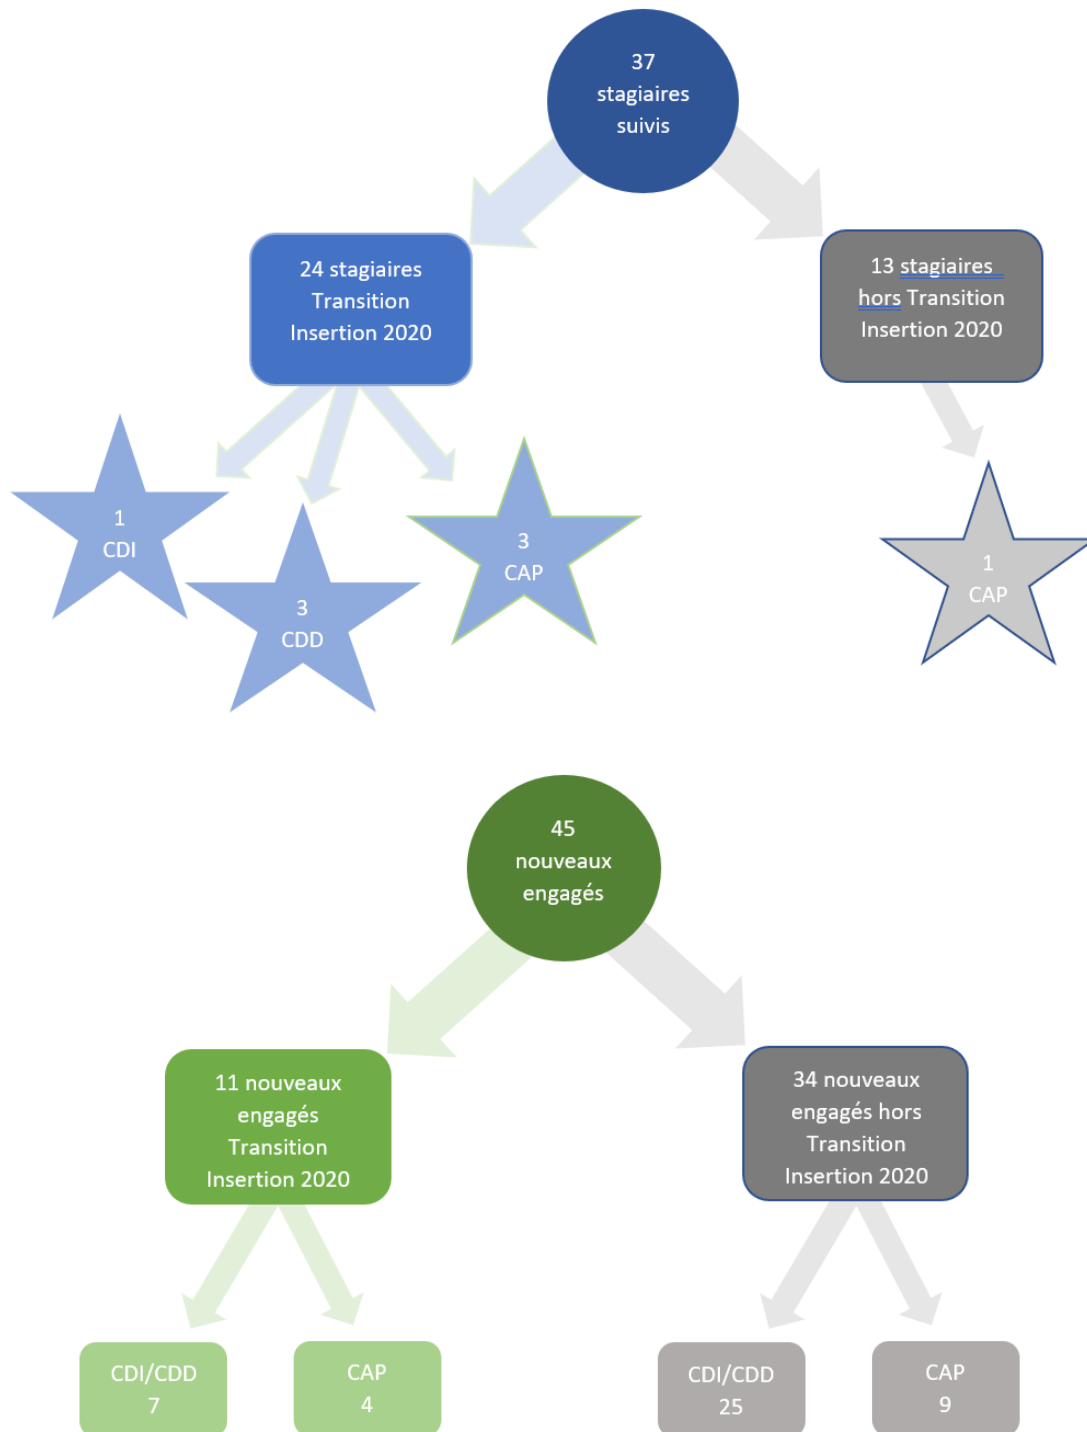 37
stagiaires
suivis
24 stagiaires
Transition
Insertion 2020
13 stagiaires
hors Transition
Insertion 2020
1
CDI
3
CDD
3
CAP
1
CAP
45
nouveaux
engagés
11 nouveaux
engagés
Transition
Insertion 2020
34 nouveaux
engagés hors
Transition
Insertion 2020
CDI/CDD
7
CAP
4
CDI/CDD
25
CAP
9